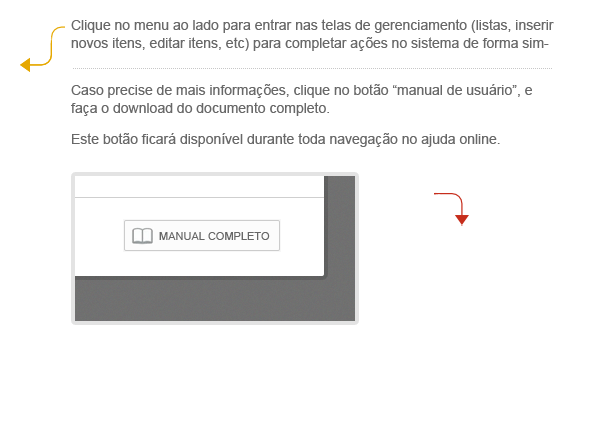 Clique no menu ao lado para entrar nas telas de gerenciamento (listas, inserir
novos itens, editar itens, etc) para completar ações no sistema de forma sim-
Caso precise de mais informações, clique no botão “manual de usuário”, e
faça o download do documento completo.
Este botão ficará disponível durante toda navegação no ajuda online.
MANUAL COMPLETO